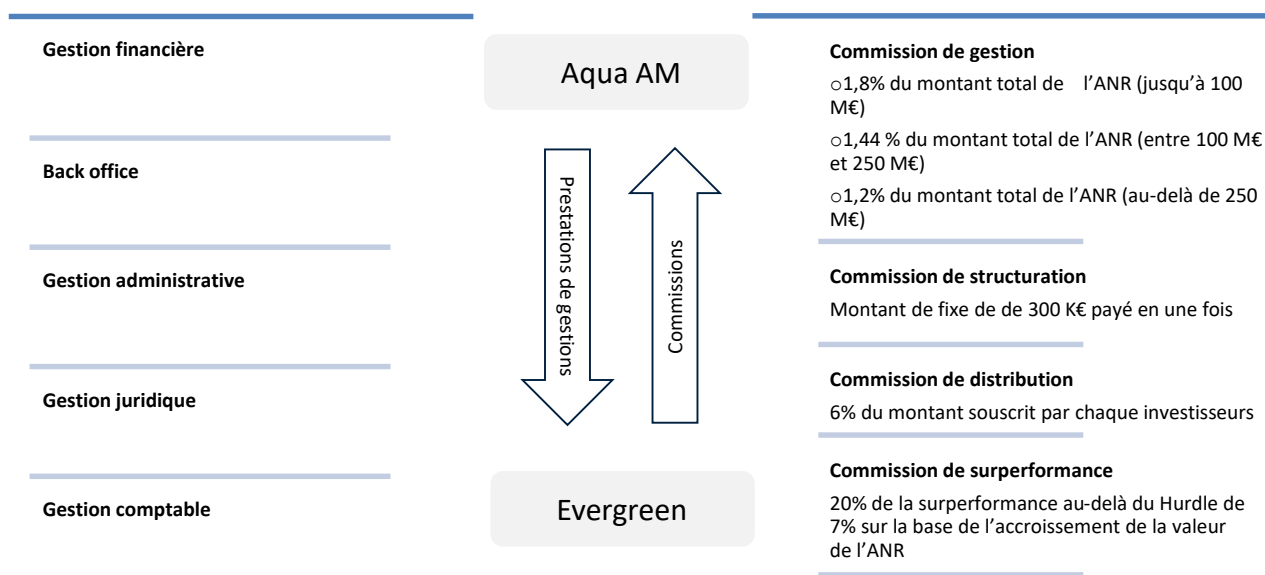 Gestion financière
Back office
Gestion administrative
Gestion juridique
Gestion comptable
Aqua AM
Prestations de gestions
Commissions
Evergreen
Commission de gestion
o1,8% du montant total de l'ANR (jusqu'à 100
M€)
o1,44 % du montant total de l'ANR (entre 100 M€
et 250 M€)
o1,2% du montant total de l'ANR (au-delà de 250
M€)
Commission de structuration
Montant de fixe de de 300 K€ payé en une fois
Commission de distribution
6% du montant souscrit par chaque investisseurs
Commission de surperformance
20% de la surperformance au-delà du Hurdle de
7% sur la base de l'accroissement de la valeur
de l'ANR